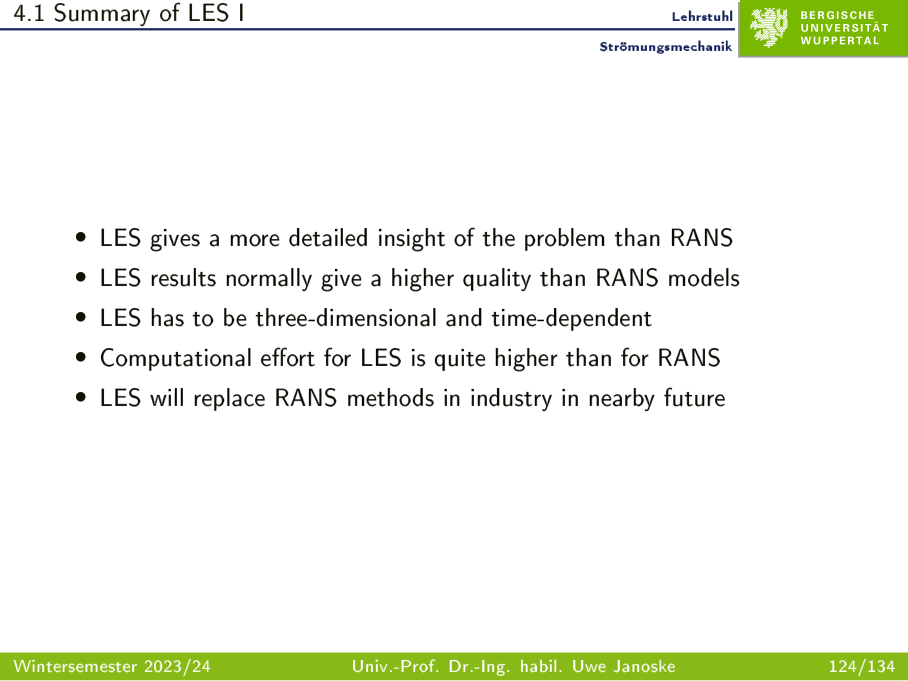 4.1 Summary of LES I
Lehrstuhl
Strömungsmechanik
BERGISCHE
UNIVERSITÄT
WUPPERTAL
• LES gives a more detailed insight of the problem than RANS
• LES results normally give a higher quality than RANS models
• LES has to be three-dimensional and time-dependent
• Computational effort for LES is quite higher than for RANS
• LES will replace RANS methods in industry in nearby future
Wintersemester 2023/24 Univ.-Prof. Dr.-Ing. habil. Uwe Janoske 124/134